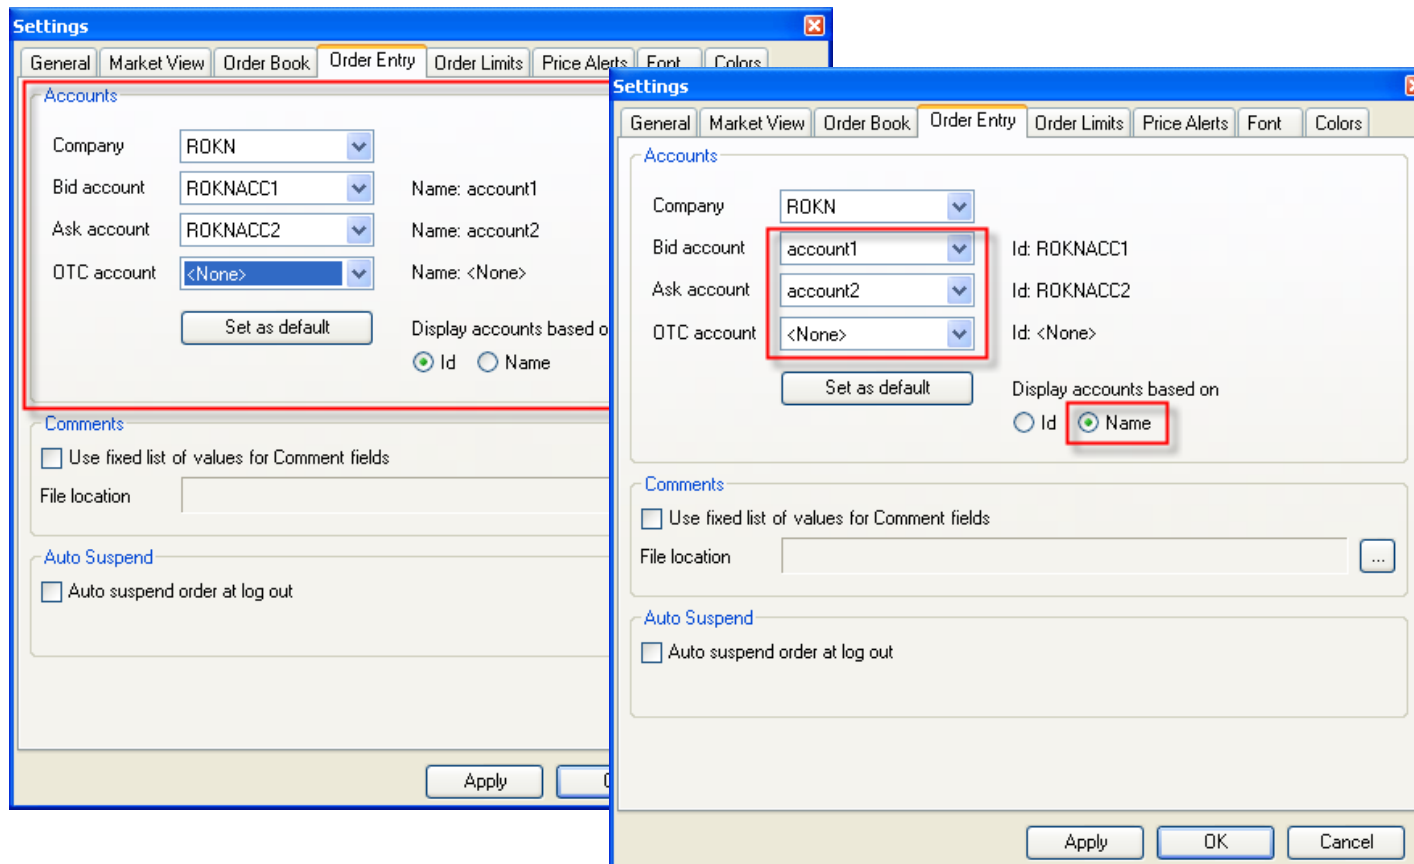 Settings
General Market View Order Book Order Entry Order Limits Price Alerts Font Colors
Accounts
Company ROKN
Bid account ROKNACC1 Name: account1
Ask account ROKNACC2 Name: account2
OTC account <None> Name: <None>
Set as default Display accounts based o
Id Name
Comments
Use fixed list of values for Comment fields
File location
Auto Suspend
Auto suspend order at log out
Apply
Settings
General Market View Order Book Order Entry Order Limits Price Alerts Font Colors
Accounts
Company ROKN
Bid account account1 Id: ROKNACC1
Ask account account2 Id: ROKNACC2
OTC account <None> Id: <None>
Set as default Display accounts based on
Id Name
Comments
Use fixed list of values for Comment fields
File location ...
Auto Suspend
Auto suspend order at log out
Apply OK Cancel